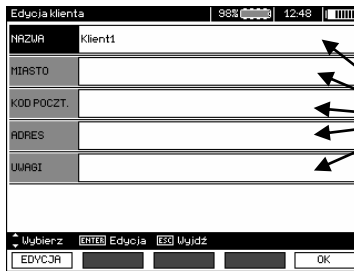 Edycja klienta 98% 12:48
NAZWA Klient1
MIASTO
KOD POCZT.
ADRES
UWAGI
Wybierz ENTER Edycja ESC Wyjdź
EDYCJA OK